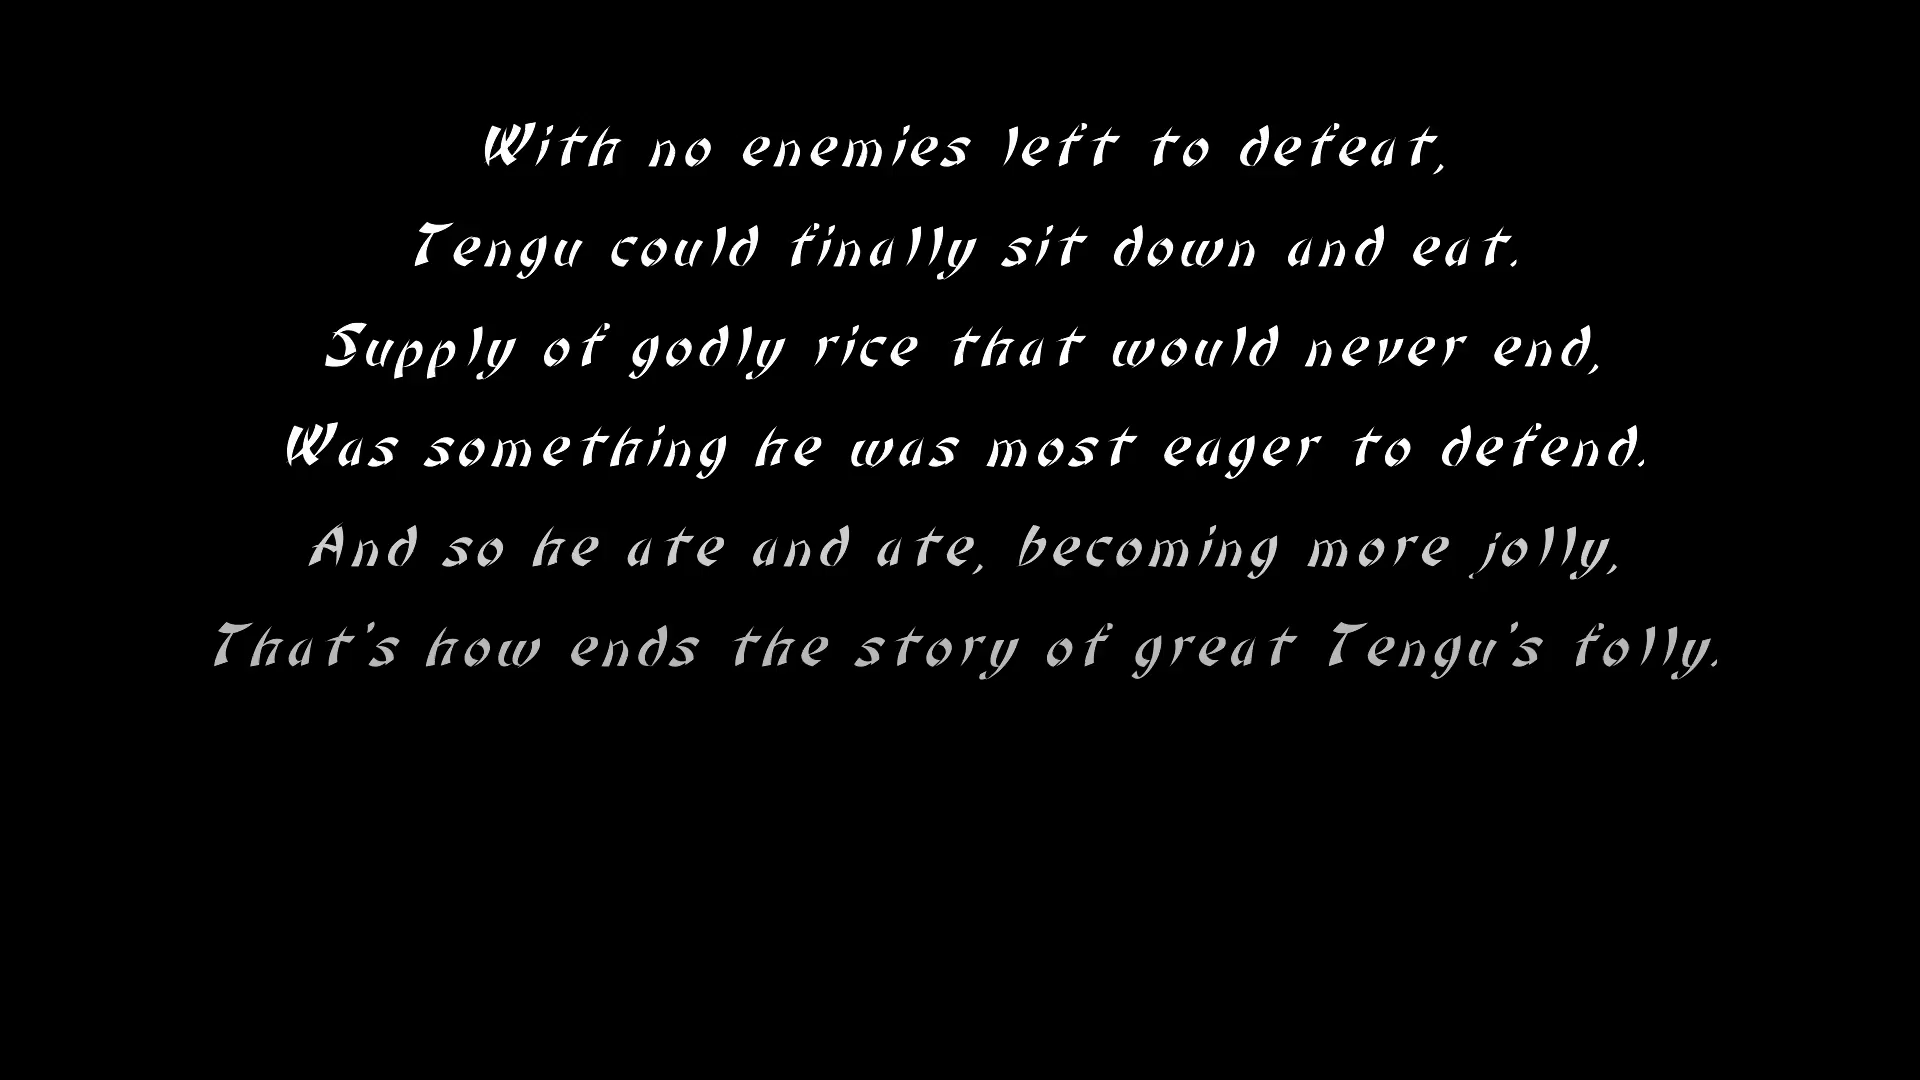 With no enemies left to defeat,
Tengu could finally sit down and eat.
Supply of godly rice that would never end,
Was something he was most eager to defend.
And so he ate and ate, becoming more jolly,
That's how ends the story of great Tengu's folly.